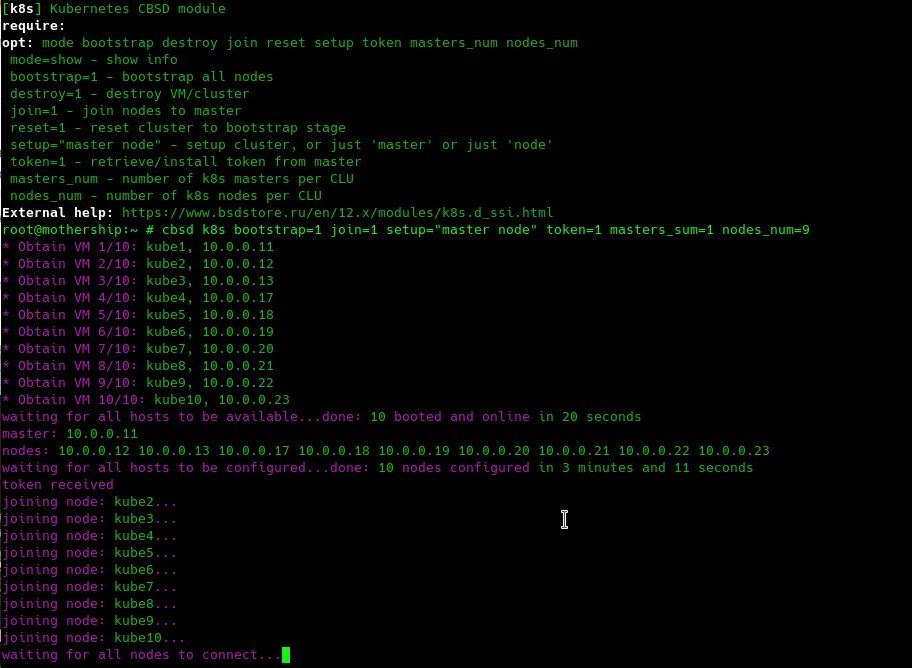 [k8s] Kubernetes CBSD module
require:
opt: mode bootstrap destroy join reset setup token masters_num nodes_num
mode=show - show info
bootstrap=1 - bootstrap all nodes
destroy=1 - destroy VM/cluster
join=1 - join nodes to master
reset=1 - reset cluster to bootstrap stage
setup="master node" - setup cluster, or just 'master' or just 'node'
token=1 - retrieve/install token from master
masters_num - number of k8s masters per CLU
nodes_num - number of k8s nodes per CLU
External help: https://www.bsdstore.ru/en/12.x/modules/k8s.d_ssi.html
root@mothership:~ # cbsd k8s bootstrap=1 join=1 setup="master node" token=1 masters_sum=1 nodes_num=9
* Obtain VM 1/10: kube1, 10.0.0.11
* Obtain VM 2/10: kube2, 10.0.0.12
* Obtain VM 3/10: kube3, 10.0.0.13
* Obtain VM 4/10: kube4, 10.0.0.17
* Obtain VM 5/10: kube5, 10.0.0.18
* Obtain VM 6/10: kube6, 10.0.0.19
* Obtain VM 7/10: kube7, 10.0.0.20
* Obtain VM 8/10: kube8, 10.0.0.21
* Obtain VM 9/10: kube9, 10.0.0.22
* Obtain VM 10/10: kube10, 10.0.0.23
waiting for all hosts to be available...done: 10 booted and online in 20 seconds
master: 10.0.0.11
nodes: 10.0.0.12 10.0.0.13 10.0.0.17 10.0.0.18 10.0.0.19 10.0.0.20 10.0.0.21 10.0.0.22 10.0.0.23
waiting for all hosts to be configured...done: 10 nodes configured in 3 minutes and 11 seconds
token received
joining node: kube2...
joining node: kube3...
joining node: kube4...
joining node: kube5...
joining node: kube6...
joining node: kube7...
joining node: kube8...
joining node: kube9...
joining node: kube10...
waiting for all nodes to connect...